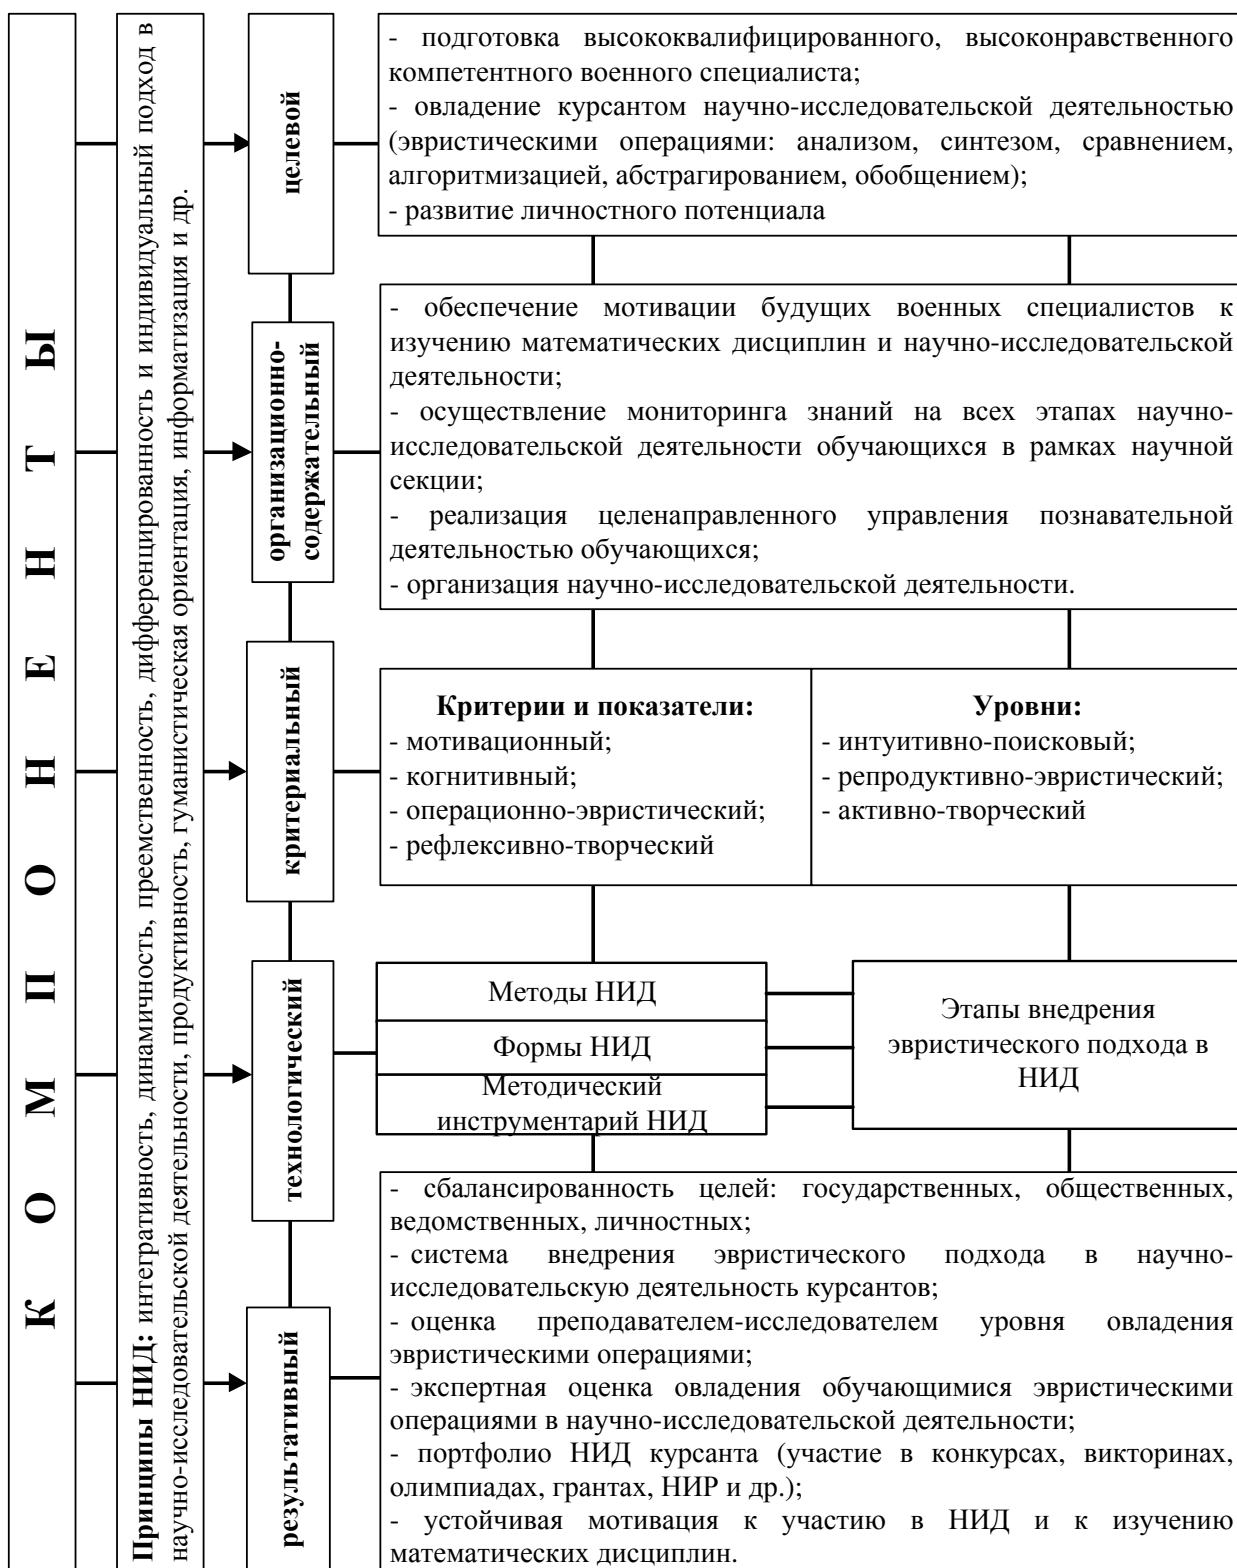 К О М П О Н Е Н Т Ы
Принципы НИД: интегративность, динамичность, преемственность, дифференцированность и индивидуальный подход в
научно-исследовательской деятельности, продуктивность, гуманистическая ориентация, информатизация и др.
целевой
- подготовка высококвалифицированного, высоконравственного
компетентного военного специалиста;
- овладение курсантом научно-исследовательской деятельностью
(эвристическими операциями: анализом, синтезом, сравнением,
алгоритмизацией, абстрагированием, обобщением);
- развитие личностного потенциала
организационно-
содержательный
- обеспечение мотивации будущих военных специалистов к
изучению математических дисциплин и научно-исследовательской
деятельности;
- осуществление мониторинга знаний на всех этапах научно-
исследовательской деятельности обучающихся в рамках научной
секции;
- реализация целенаправленного управления познавательной
деятельностью обучающихся;
- организация научно-исследовательской деятельности.
критериальный
Критерии и показатели:
- мотивационный;
- когнитивный;
- операционно-эвристический;
- рефлексивно-творческий
Уровни:
- интуитивно-поисковый;
- репродуктивно-эвристический;
- активно-творческий
технологический
Методы НИД
Формы НИД
Методический
инструментарий НИД
Этапы внедрения
эвристического подхода в
НИД
результативный
- сбалансированность целей: государственных, общественных,
ведомственных, личностных;
- система внедрения эвристического подхода в научно-
исследовательскую деятельность курсантов;
- оценка преподавателем-исследователем уровня овладения
эвристическими операциями;
- экспертная оценка овладения обучающимися эвристическими
операциями в научно-исследовательской деятельности;
- портфолио НИД курсанта (участие в конкурсах, викторинах,
олимпиадах, грантах, НИР и др.);
- устойчивая мотивация к участию в НИД и к изучению
математических дисциплин.